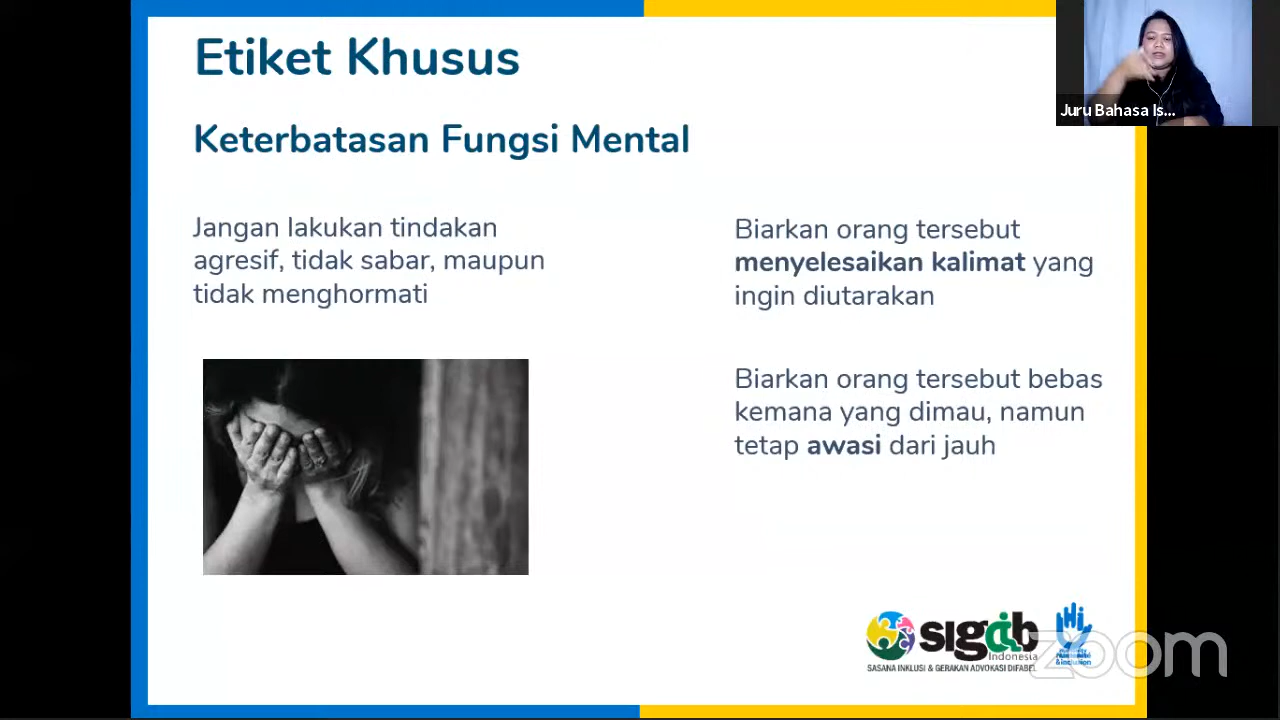 Etiket Khusus
Juru Bahasa Is...
Keterbatasan Fungsi Mental
Jangan lakukan tindakan
agresif, tidak sabar, maupun
tidak menghormati
Biarkan orang tersebut
menyelesaikan kalimat yang
ingin diutarakan
Biarkan orang tersebut bebas
kemana yang dimau, namun
tetap awasi dari jauh
sigab
Indonesia
SASANA INKLUSI & GERAKAN ADVOKASI DIFABEL
& inclusion
zoom